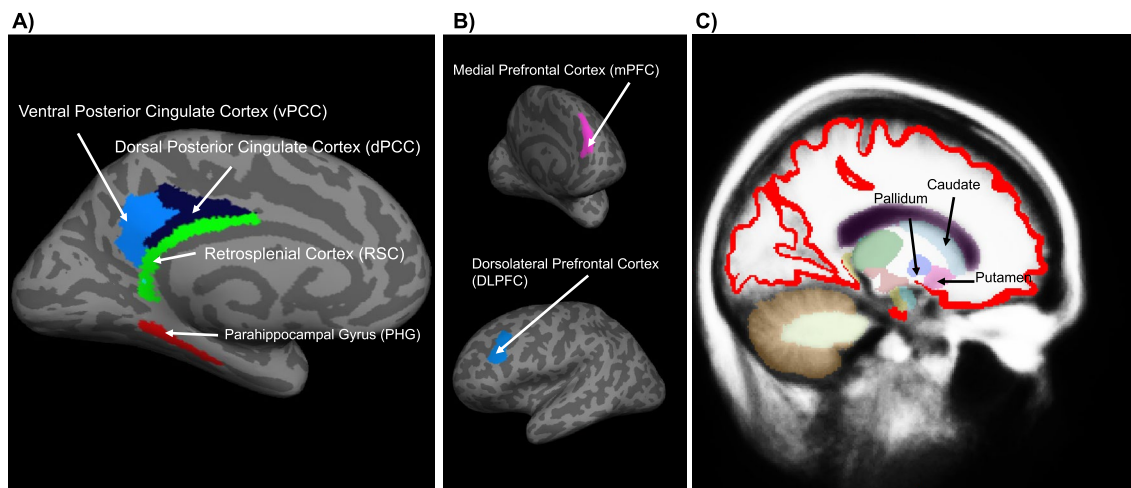 A)
Ventral Posterior Cingulate Cortex (vPCC)
Dorsal Posterior Cingulate Cortex (dPCC)
Retrosplenial Cortex (RSC)
Parahippocampal Gyrus (PHG)
B)
Medial Prefrontal Cortex (mPFC)
Dorsolateral Prefrontal Cortex
(DLPFC)
C)
Caudate
Pallidum
Putamen